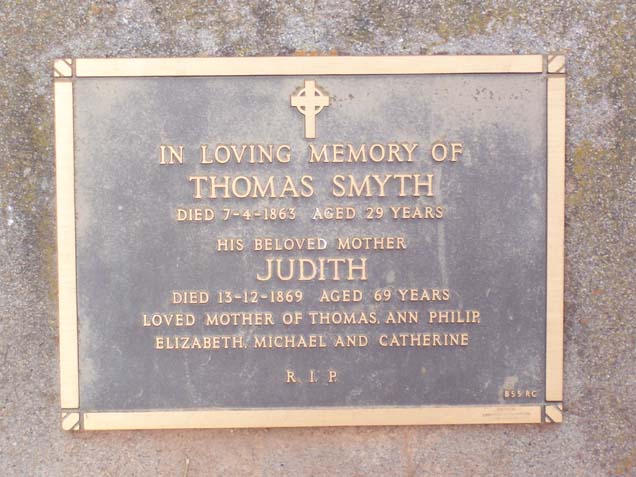 IN LOVING MEMORY OF
THOMAS SMYTH
DIED 7-4-1863 AGED 29 YEARS
HIS BELOVED MOTHER
JUDITH
DIED 13-12-1869 AGED 69 YEARS
LOVED MOTHER OF THOMAS, ANN PHILIP,
ELIZABETH, MICHAEL AND CATHERINE
R. I. P.
B55 RC